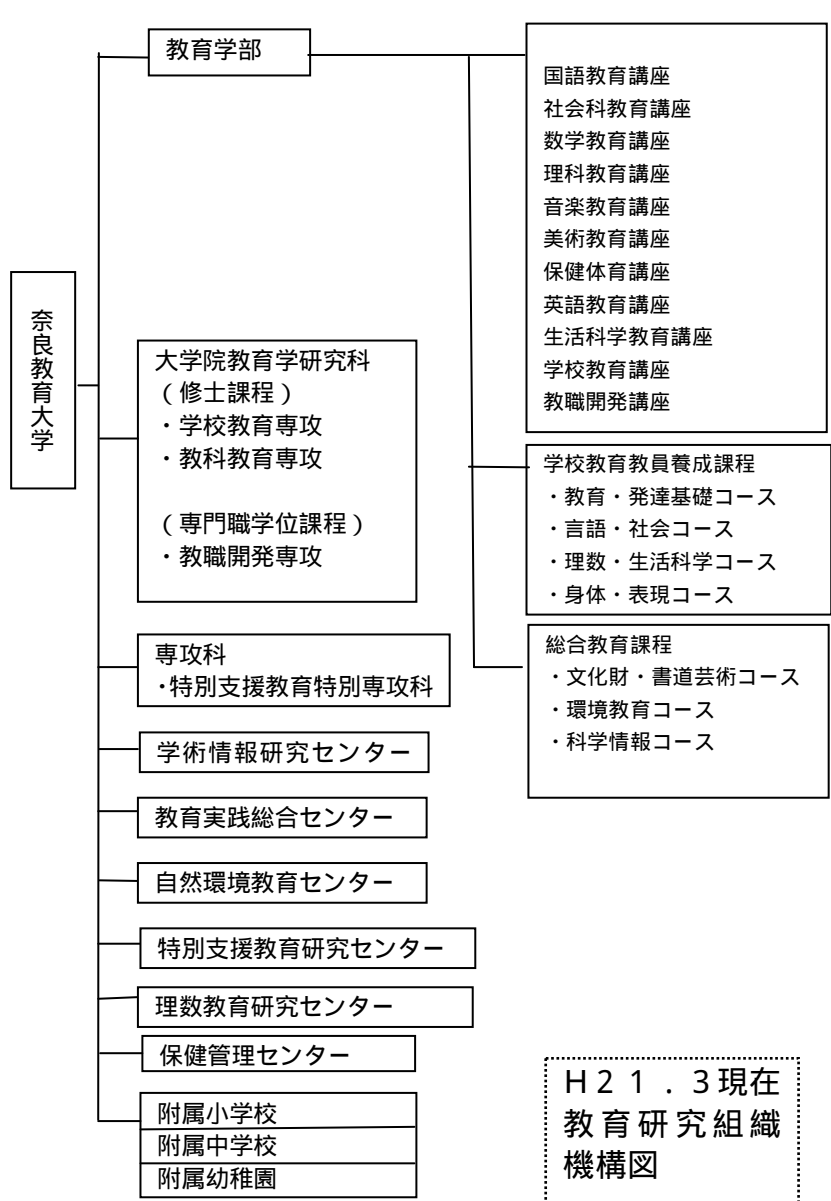 奈良教育大学
教育学部
国語教育講座
社会科教育講座
数学教育講座
理科教育講座
音楽教育講座
美術教育講座
保健体育講座
英語教育講座
生活科学教育講座
学校教育講座
教職開発講座
学校教育教員養成課程
・教育・発達基礎コース
・言語・社会コース
・理数・生活科学コース
・身体・表現コース
総合教育課程
・文化財・書道芸術コース
・環境教育コース
・科学情報コース
大学院教育学研究科
(修士課程)
・学校教育専攻
・教科教育専攻
(専門職学位課程)
・教職開発専攻
専攻科
・特別支援教育特別専攻科
学術情報研究センター
教育実践総合センター
自然環境教育センター
特別支援教育研究センター
理数教育研究センター
保健管理センター
附属小学校
附属中学校
附属幼稚園
H21.3現在
教育研究組織
機構図